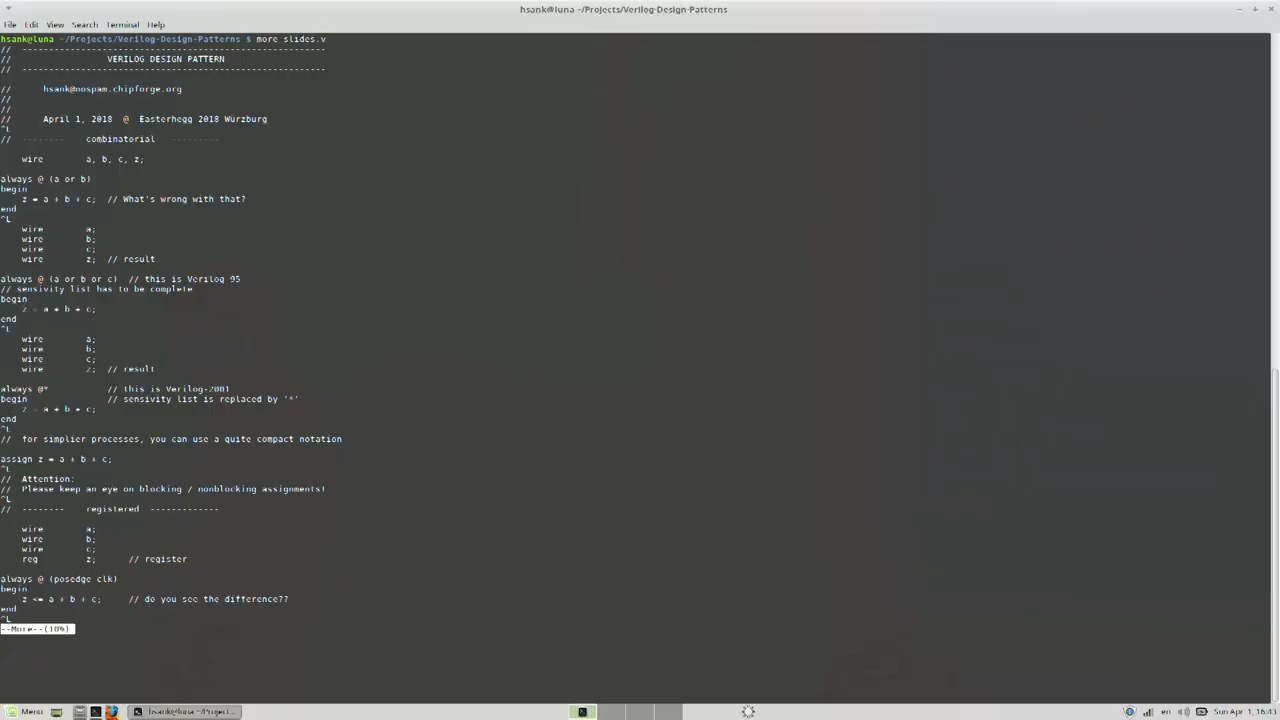 hsank@luna ~/Projects/Verilog-Design-Patterns
File Edit View Search Terminal Help
hsank@luna ~/Projects/Verilog-Design-Patterns $ more slides.v
// ---------------------------------------------------------
// VERILOG DESIGN PATTERN
// ---------------------------------------------------------
// hsank@nospam.chipforge.org
//
//
// April 1, 2018 @ Easterhegg 2018 Würzburg
^L
// -------- combinatorial ---------
wire a, b, c, z;
always @ (a or b)
begin
z = a + b + c; // What's wrong with that?
end
^L
wire a;
wire b;
wire c;
wire z; // result
always @ (a or b or c) // this is Verilog 95
// sensivity list has to be complete
begin
z = a + b + c;
end
^L
wire a;
wire b;
wire c;
wire z; // result
always @* // this is Verilog-2001
begin // sensivity list is replaced by '*'
z = a + b + c;
end
^L
// for simplier processes, you can use a quite compact notation
assign z = a + b + c;
^L
// Attention:
// Please keep an eye on blocking / nonblocking assignments!
^L
// -------- registered -------------
wire a;
wire b;
wire c;
reg z; // register
always @ (posedge clk)
begin
z <= a + b + c; // do you see the difference??
end
^L
--More--(10%)
Menu hsank@luna ~/Project... en Sun Apr 1, 16:43